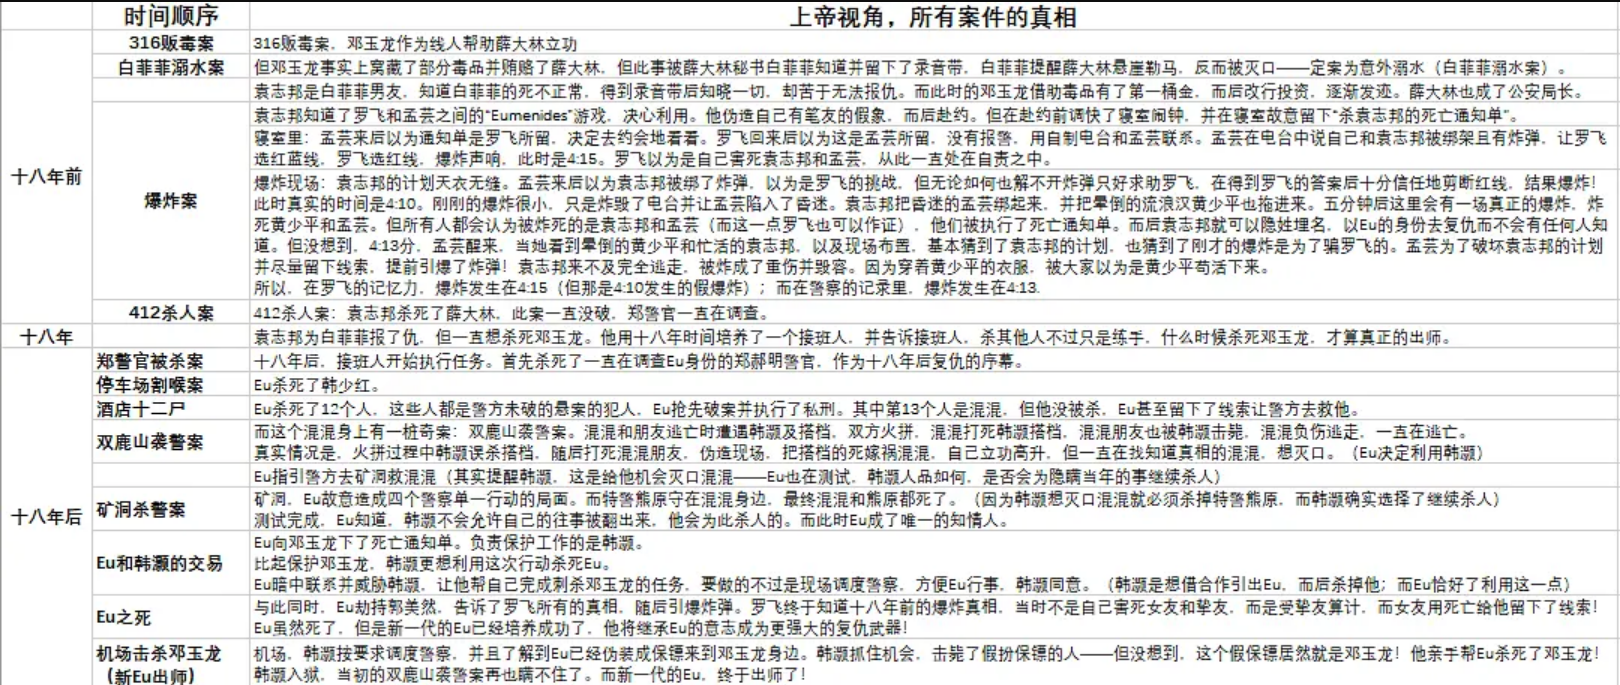 时间顺序
上帝视角，所有案件的真相
十八年前
316贩毒案
316贩毒案，邓玉龙作为线人帮助薛大林立功
白菲菲溺水案
但邓玉龙事实上窝藏了部分毒品并贿赂了薛大林，但此事被薛大林秘书白菲菲知道并留下了录音带，白菲菲提醒薛大林悬崖勒马，反而被灭口——定案为意外溺水（白菲菲溺水案）。
袁志邦是白菲菲男友，知道白菲菲的死不正常，得到录音带后知晓一切，却苦于无法报仇。而此时的邓玉龙借助毒品有了第一桶金，而后改行投资，逐渐发迹。薛大林也成了公安局长。
爆炸案
袁志邦知道了罗飞和孟芸之间的“Eumenides”游戏，决心利用。他伪造自己有笔友的假象，而后赴约。但在赴约前调快了寝室闹钟，并在寝室故意留下“杀袁志邦的死亡通知单”。
寝室里：孟芸来后以为通知单是罗飞所留，决定去约会地看看。罗飞回来后以为这是孟芸所留，没有报警，用自制电台和孟芸联系。孟芸在电台中说自己和袁志邦被绑架且有炸弹，让罗飞
选红蓝线，罗飞选红线，爆炸声响，此时是4:15。罗飞以为是自己害死袁志邦和孟芸，从此一直处在自责之中。
爆炸现场：袁志邦的计划天衣无缝。孟芸来后以为袁志邦被绑了炸弹，以为是罗飞的挑战，但无论如何也解不开炸弹只好求助罗飞，在得到罗飞的答案后十分信任地剪断红线，结果爆炸！
此时真实的时间是4:10。刚刚的爆炸很小，只是炸毁了电台并让孟芸陷入了昏迷。袁志邦把昏迷的孟芸绑起来，并把晕倒的流浪汉黄少平也拖进来。五分钟后这里会有一场真正的爆炸，炸
死黄少平和孟芸。但所有人都会认为被炸死的是袁志邦和孟芸（而这一点罗飞也可以作证），他们被执行了死亡通知单。而后袁志邦就可以隐姓埋名，以Eu的身份去复仇而不会有任何人知
道。但没想到，4:13分，孟芸醒来，当她看到晕倒的黄少平和忙活的袁志邦，以及现场布置，基本猜到了袁志邦的计划，也猜到了刚才的爆炸是为了骗罗飞的。孟芸为了破坏袁志邦的计划
并尽量留下线索，提前引爆了炸弹！袁志邦来不及完全逃走，被炸成了重伤并毁容。因为穿着黄少平的衣服，被大家以为是黄少平苟活下来。
所以，在罗飞的记忆力，爆炸发生在4:15（但那是4:10发生的假爆炸）；而在警察的记录里，爆炸发生在4:13.
412杀人案
412杀人案：袁志邦杀死了薛大林，此案一直没破，郑警官一直在调查。
十八年
袁志邦为白菲菲报了仇，但一直想杀死邓玉龙。他用十八年时间培养了一个接班人，并告诉接班人，杀其他人不过只是练手，什么时候杀死邓玉龙，才算真正的出师。
十八年后
郑警官被杀案
十八年后，接班人开始执行任务。首先杀死了一直在调查Eu身份的郑郝明警官，作为十八年后复仇的序幕。
停车场割喉案
Eu杀死了韩少红。
酒店十二尸
Eu杀死了12个人，这些人都是警方未破的悬案的犯人，Eu抢先破案并执行了私刑。其中第13个人是混混，但他没被杀，Eu甚至留下了线索让警方去救他。
双鹿山袭警案
而这个混混身上有一桩奇案：双鹿山袭警案。混混和朋友逃亡时遭遇韩灏及搭档，双方火拼，混混打死韩灏搭档，混混朋友也被韩灏击毙，混混负伤逃走，一直在逃亡。
真实情况是，火拼过程中韩灏误杀搭档，随后打死混混朋友，伪造现场，把搭档的死嫁祸混混，自己立功高升，但一直在找知道真相的混混，想灭口。（Eu决定利用韩灏）
Eu指引警方去矿洞救混混（其实提醒韩灏，这是给他机会灭口混混——Eu也在测试，韩灏人品如何，是否会为隐瞒当年的事继续杀人）
矿洞杀警案
矿洞，Eu故意造成四个警察单一行动的局面。而特警熊原守在混混身边，最终混混和熊原都死了。（因为韩灏想灭口混混就必须杀掉特警熊原，而韩灏确实选择了继续杀人）
测试完成，Eu知道，韩灏不会允许自己的往事被翻出来，他会为此杀人的。而此时Eu成了唯一的知情人。
Eu和韩灏的交易
Eu向邓玉龙下了死亡通知单。负责保护工作的是韩灏。
比起保护邓玉龙，韩灏更想利用这次行动杀死Eu。
Eu暗中联系并威胁韩灏，让他帮自己完成刺杀邓玉龙的任务，要做的不过是现场调度警察，方便Eu行事，韩灏同意。（韩灏是想借合作引出Eu，而后杀掉他；而Eu恰好了利用这一点）
Eu之死
与此同时，Eu劫持郭美然，告诉了罗飞所有的真相，随后引爆炸弹。罗飞终于知道十八年前的爆炸真相，当时不是自己害死女友和挚友，而是受挚友算计，而女友用死亡给他留下了线索！
Eu虽然死了，但是新一代的Eu已经培养成功了，他将继承Eu的意志成为更强大的复仇武器！
机场击杀邓玉龙
（新Eu出师）
机场，韩灏按要求调度警察，并且了解到Eu已经伪装成保镖来到邓玉龙身边。韩灏抓住机会，击毙了假扮保镖的人——但没想到，这个假保镖居然就是邓玉龙！他亲手帮Eu杀死了邓玉龙！
韩灏入狱，当初的双鹿山袭警案再也瞒不住了。而新一代的Eu，终于出师了！